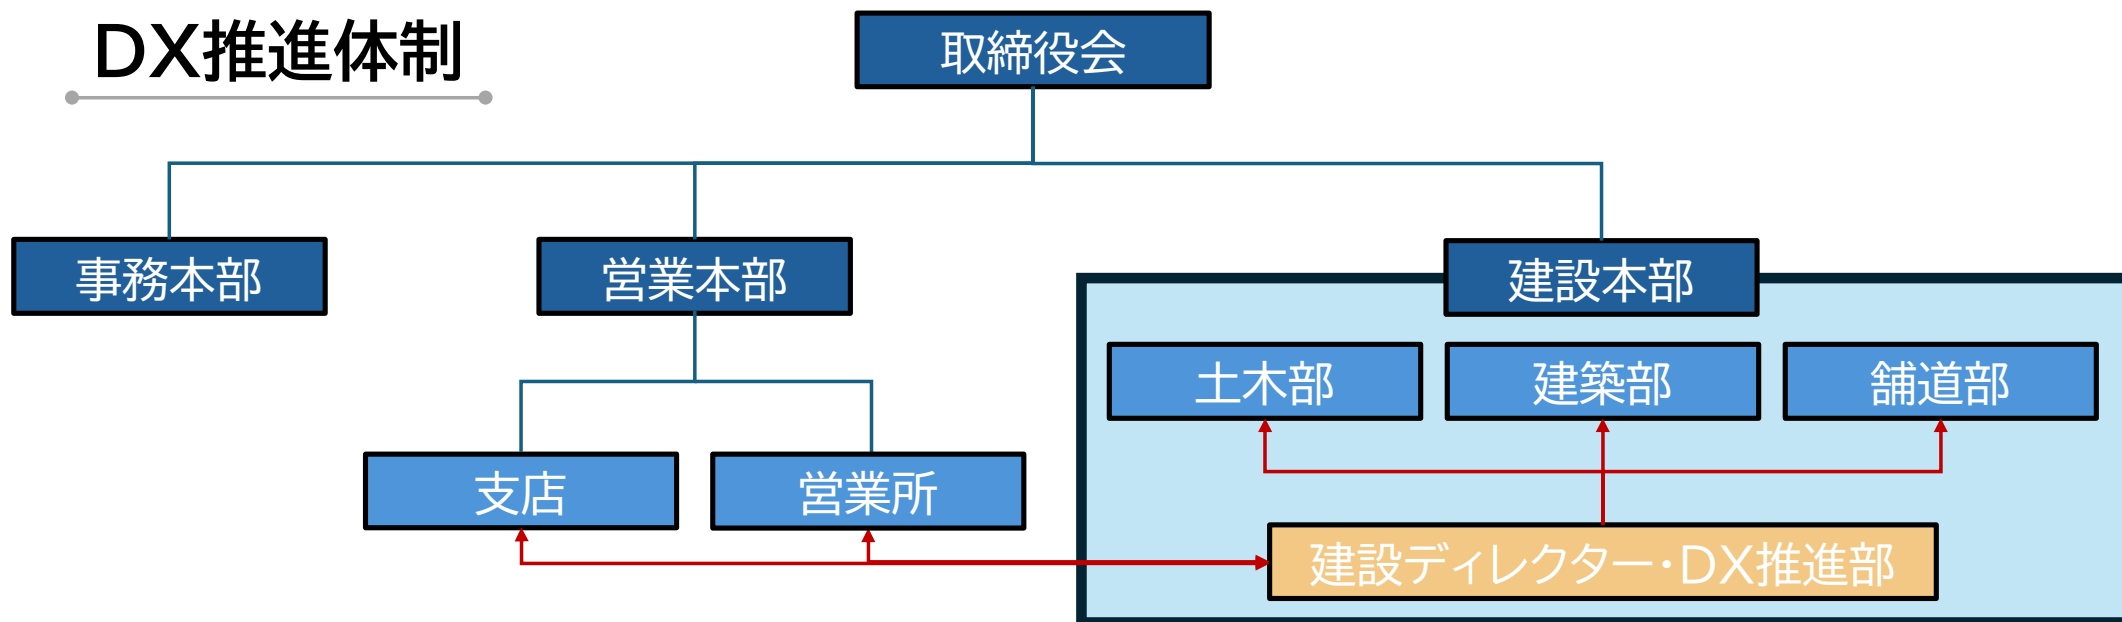 DX推進体制
取締役会
事務本部
営業本部
建設本部
土木部
建築部
舗道部
支店
営業所
建設ディレクター・DX推進部